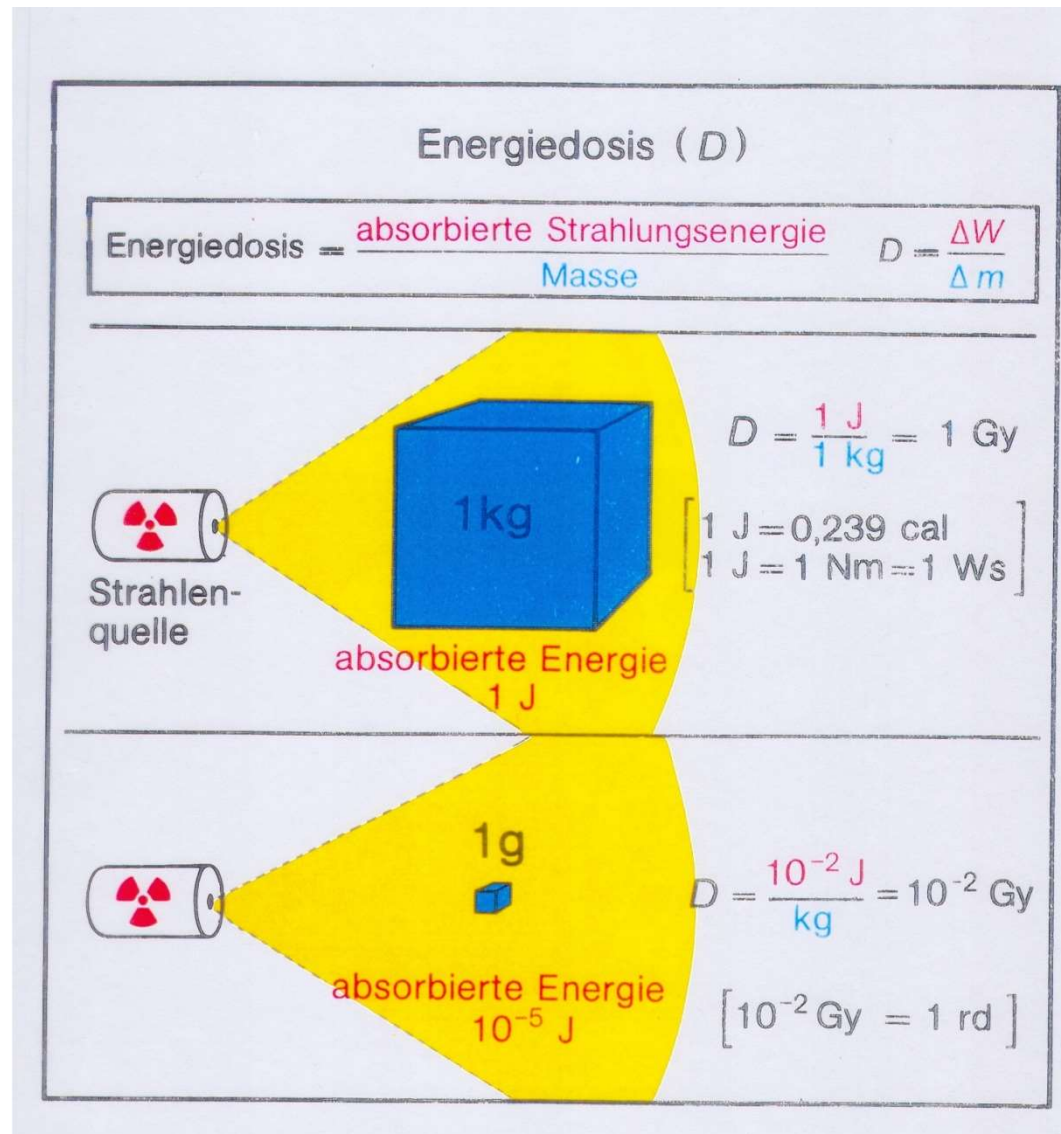 Energiedosis (D)
Energiedosis = absorbierte Strahlungsenergie / Masse D = ΔW / Δm
1kg
D = 1 J / 1 kg = 1 Gy
[1 J = 0,239 cal
1 J = 1 Nm = 1 Ws]
Strahlen-
quelle
absorbierte Energie
1 J
1g
D = 10⁻² J / kg = 10⁻² Gy
absorbierte Energie
10⁻⁵ J
[10⁻² Gy = 1 rd]